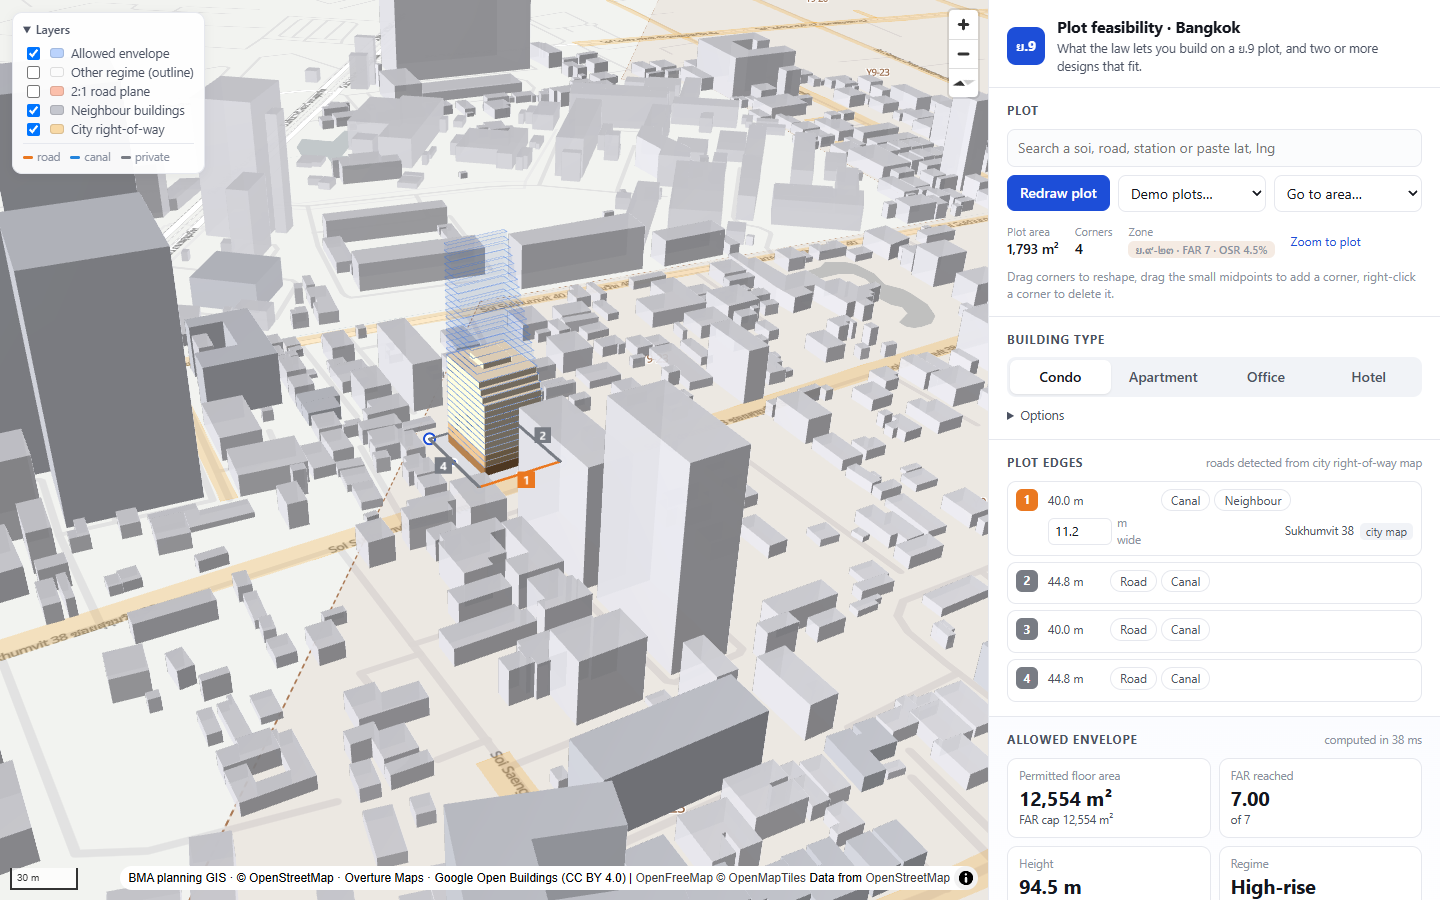 Layers
Allowed envelope
Other regime (outline)
2:1 road plane
Neighbour buildings
City right-of-way
road
canal
private
Y9-23
Soi Sukhumvit 40
2
4
1
30 m
BMA planning GIS · © OpenStreetMap · Overture Maps · Google Open Buildings (CC BY 4.0) | OpenFreeMap © OpenMapTiles Data from OpenStreetMap
ย.9
Plot feasibility · Bangkok
What the law lets you build on a ย.9 plot, and two or more
designs that fit.
PLOT
Search a soi, road, station or paste lat, lng
Redraw plot
Demo plots...
Go to area...
Plot area
1,793 m²
Corners
4
Zone
ย.๙-๒๓ · FAR 7 · OSR 4.5%
Zoom to plot
Drag corners to reshape, drag the small midpoints to add a corner, right-click
a corner to delete it.
BUILDING TYPE
Condo
Apartment
Office
Hotel
Options
PLOT EDGES
roads detected from city right-of-way map
1
40.0 m
Canal
Neighbour
11.2
m
wide
Sukhumvit 38
city map
2
44.8 m
Road
Canal
3
40.0 m
Road
Canal
4
44.8 m
Road
Canal
ALLOWED ENVELOPE
computed in 38 ms
Permitted floor area
12,554 m²
FAR cap 12,554 m²
FAR reached
7.00
of 7
Height
94.5 m
Regime
High-rise